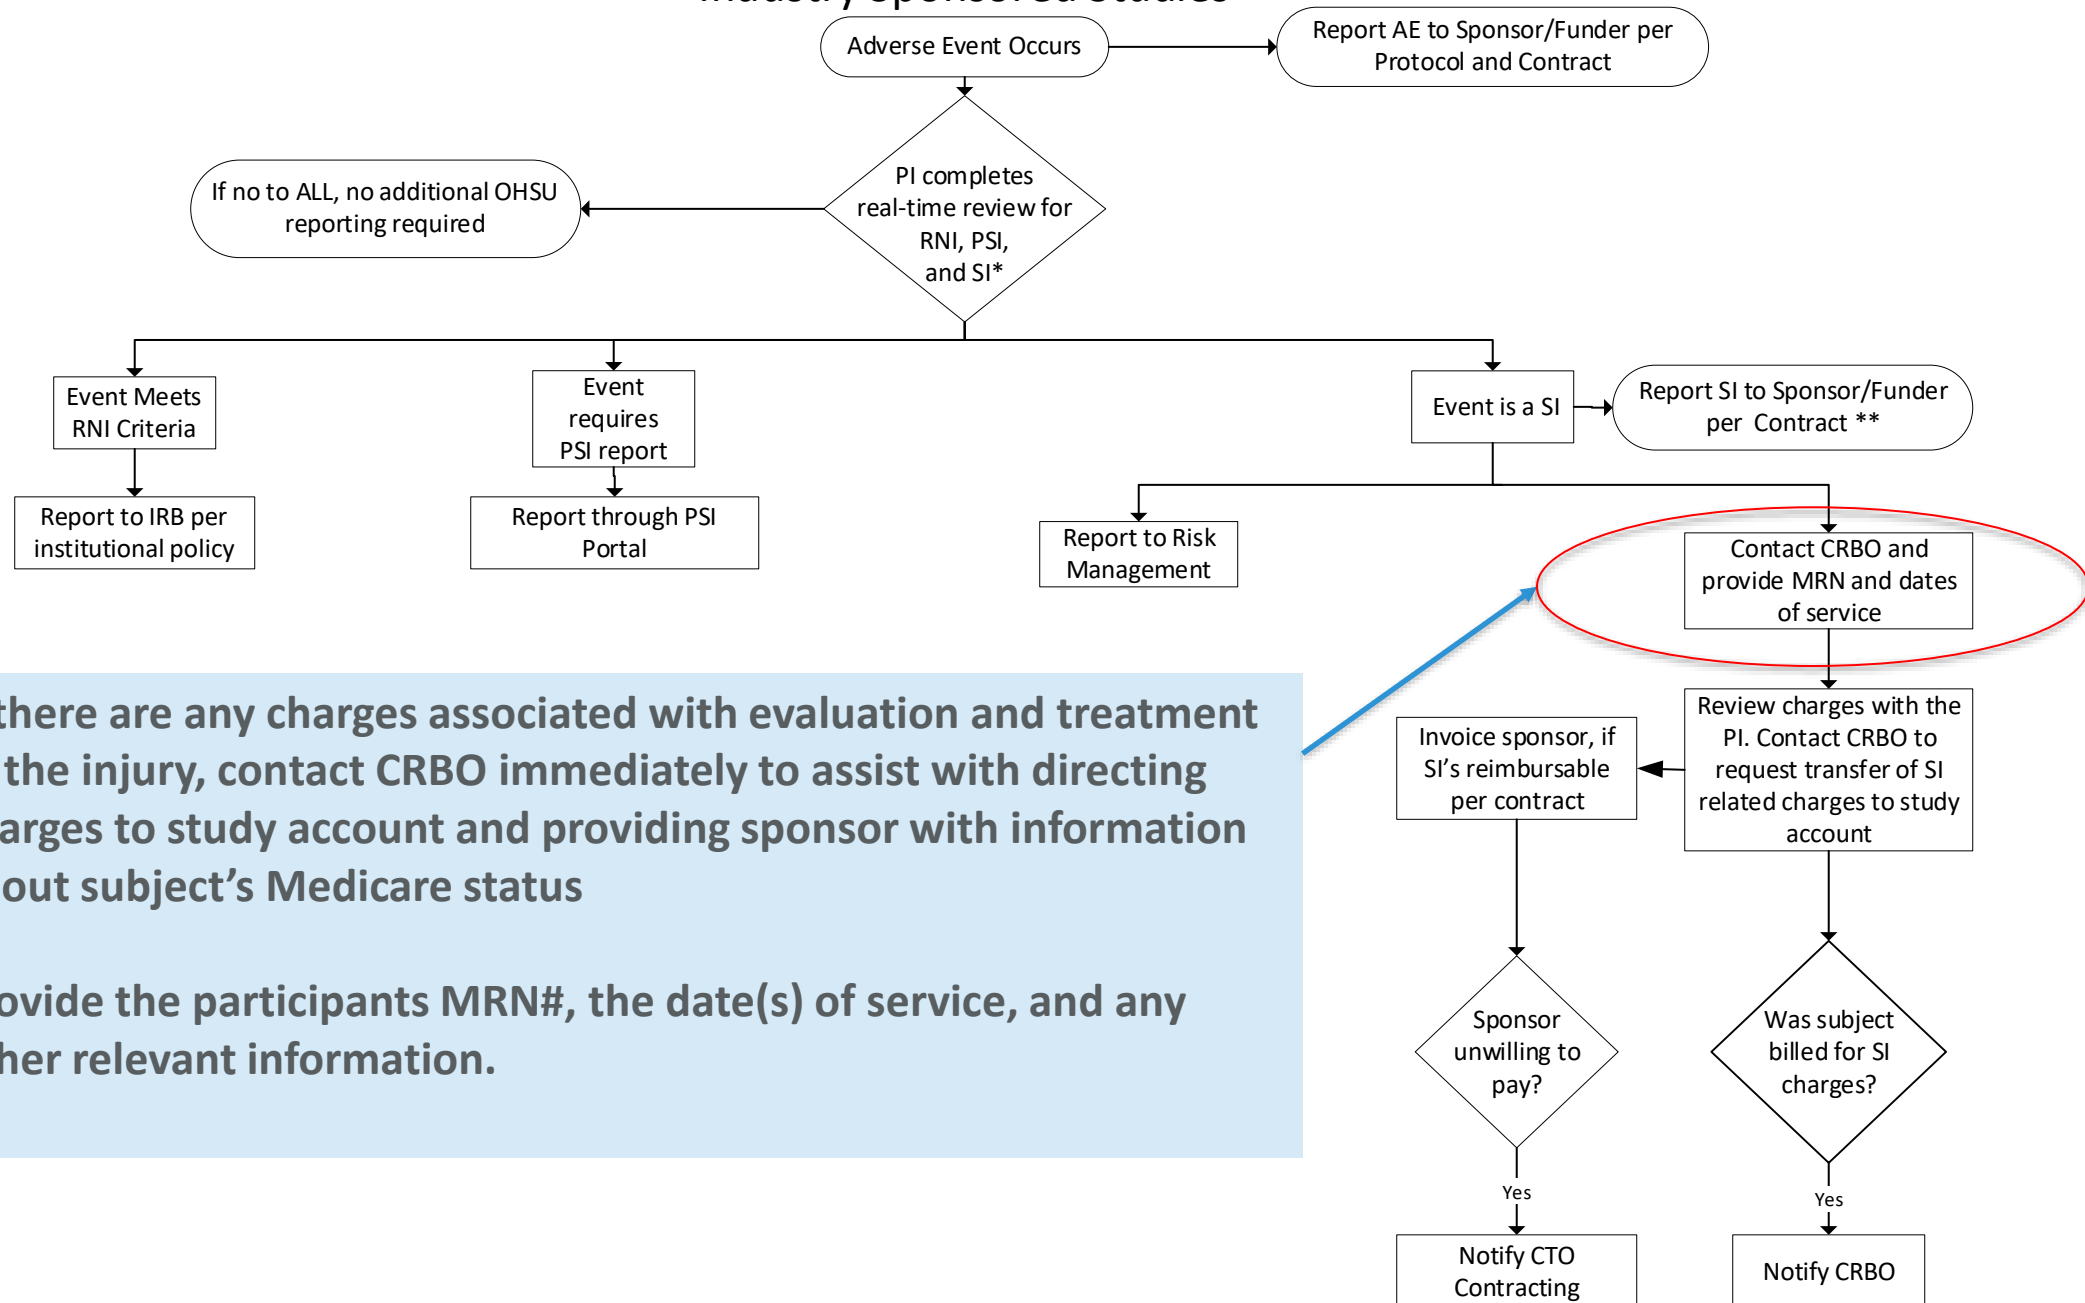 Industry Sponsored Studies
Adverse Event Occurs
Report AE to Sponsor/Funder per
Protocol and Contract
PI completes
real-time review for
RNI, PSI,
and SI*
If no to ALL, no additional OHSU
reporting required
Event Meets
RNI Criteria
Event
requires
PSI report
Event is a SI
Report SI to Sponsor/Funder
per Contract **
Report to IRB per
institutional policy
Report through PSI
Portal
Report to Risk
Management
Contact CRBO and
provide MRN and dates
of service
there are any charges associated with evaluation and treatment
the injury, contact CRBO immediately to assist with directing
arges to study account and providing sponsor with information
out subject's Medicare status
ovide the participants MRN#, the date(s) of service, and any
her relevant information.
Invoice sponsor, if
SI's reimbursable
per contract
Review charges with the
PI. Contact CRBO to
request transfer of SI
related charges to study
account
Sponsor
unwilling to
pay?
Was subject
billed for SI
charges?
Yes
Yes
Notify CTO
Contracting
Notify CRBO